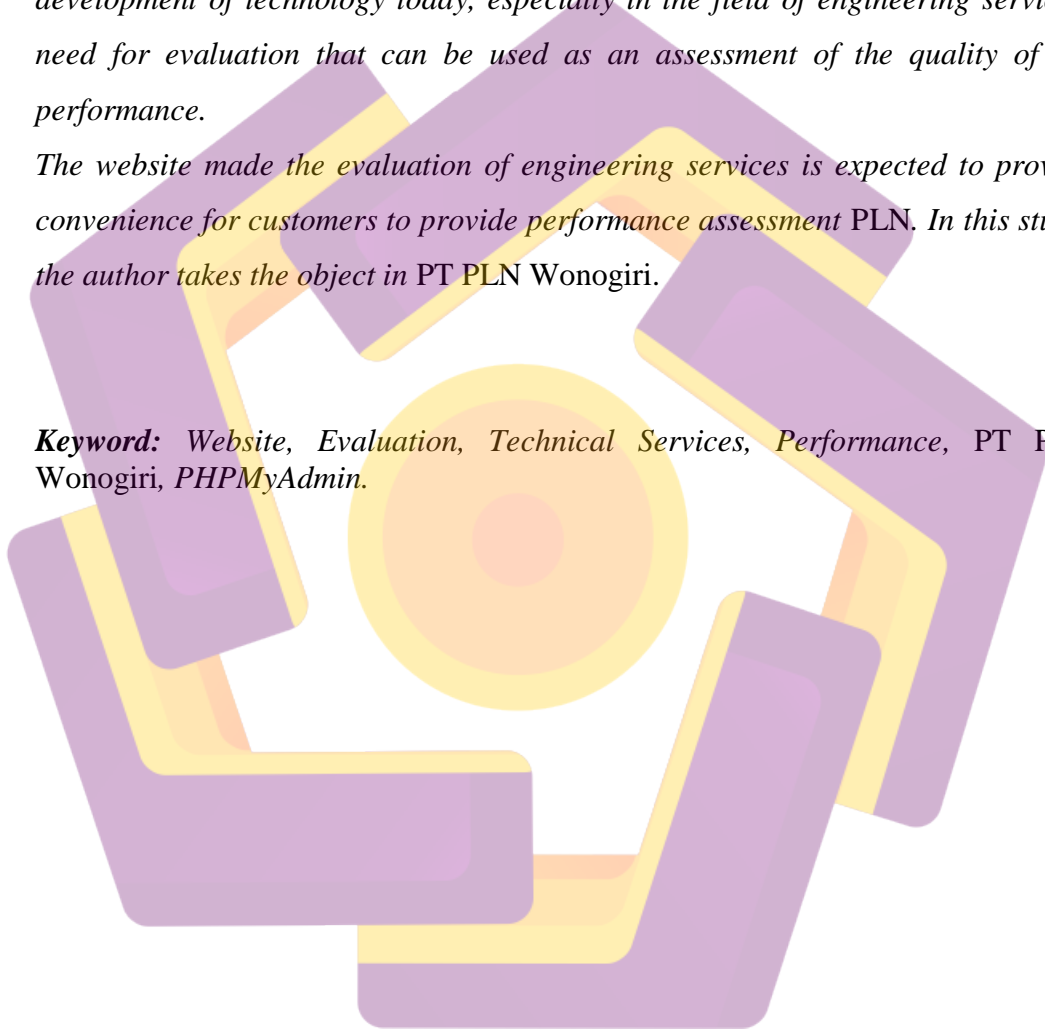 development of technology today, especially in the field of engineering servic
need for evaluation that can be used as an assessment of the quality of
performance.
The website made the evaluation of engineering services is expected to prov
convenience for customers to provide performance assessment PLN. In this stu
the author takes the object in PT PLN Wonogiri.
Keyword: Website, Evaluation, Technical Services, Performance, PT P
Wonogiri, PHPMyAdmin.